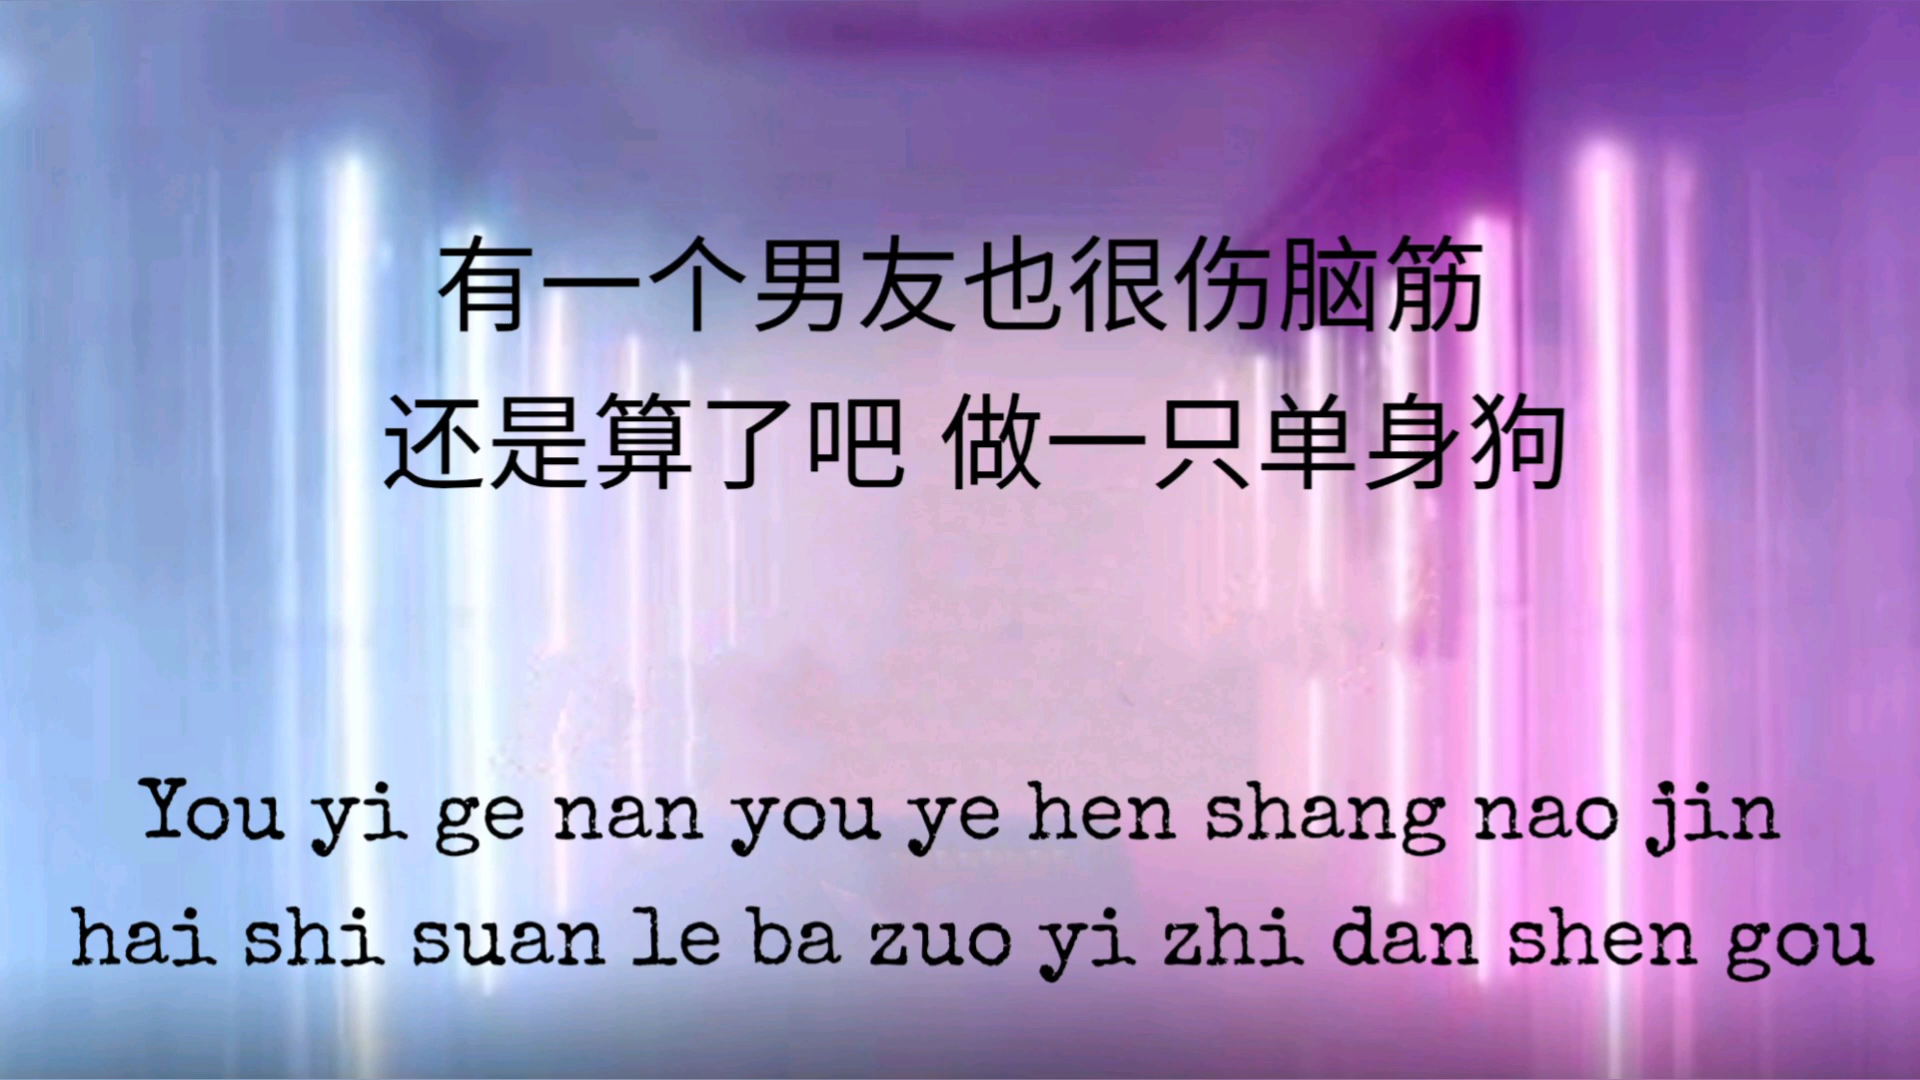 有一个男友也很伤脑筋
还是算了吧 做一只单身狗
You yi ge nan you ye hen shang nao jin
hai shi suan le ba zuo yi zhi dan shen gou